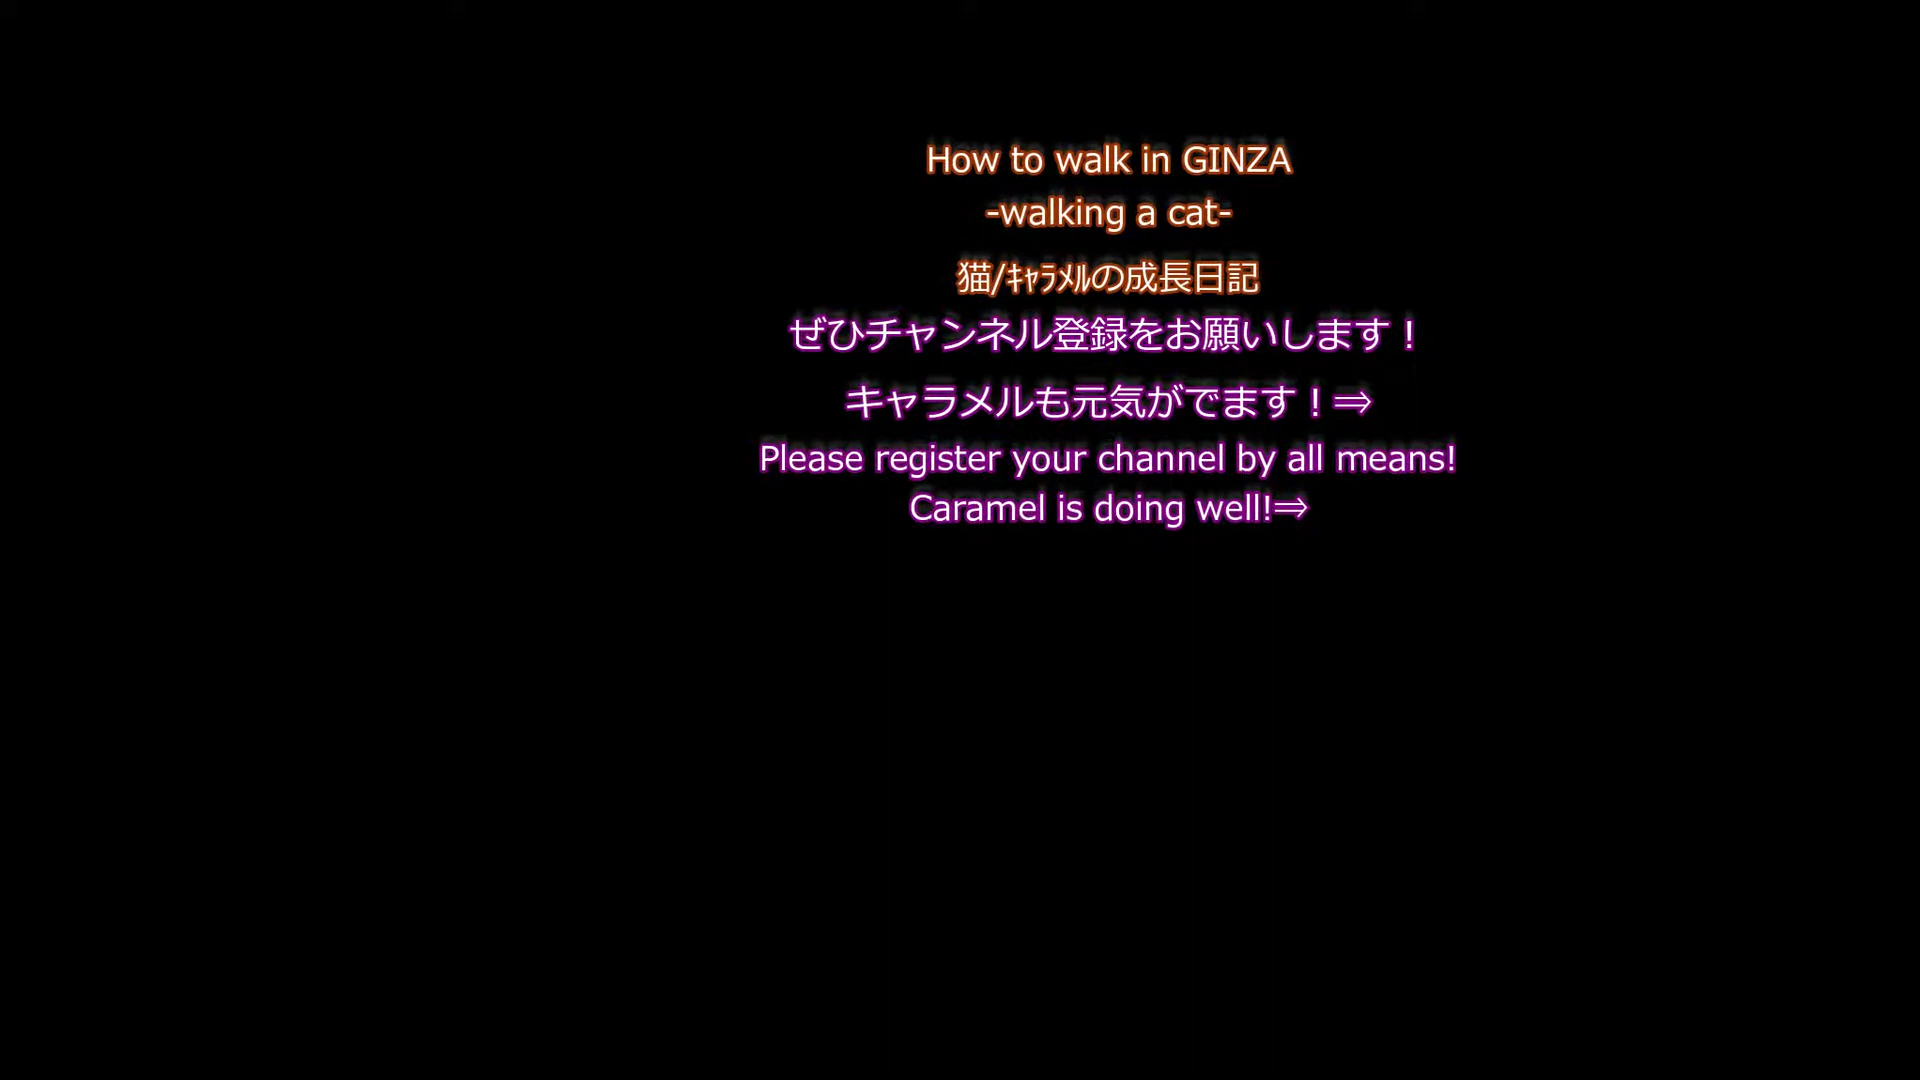 How to walk in GINZA
-walking a cat-
猫/ｷｬﾗﾒﾙの成長日記
ぜひチャンネル登録をお願いします！
キャラメルも元気がでます！⇒
Please register your channel by all means!
Caramel is doing well!⇒